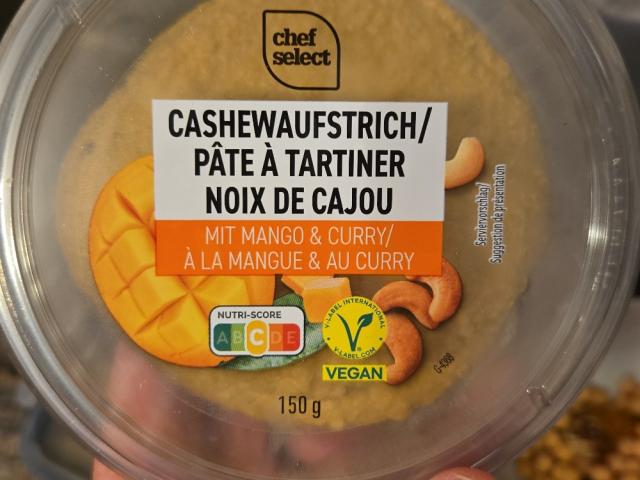 chef
select
CASHEWAUFSTRICH/
PÂTE À TARTINER
NOIX DE CAJOU
MIT MANGO & CURRY/
À LA MANGUE & AU CURRY
Serviervorschlag/
Suggestion de présentation
NUTRI-SCORE
A B C D E
V-LABEL INTERNATIONAL
V-LABEL.COM
VEGAN
G-4388
150 g